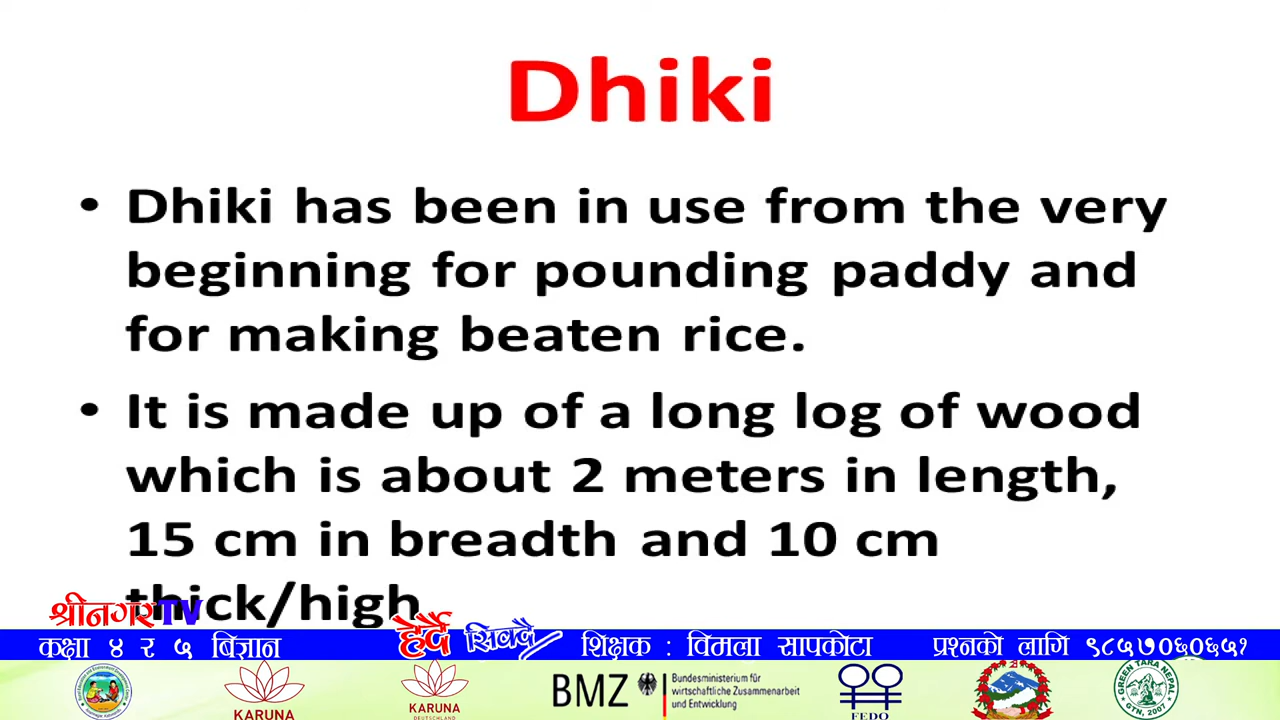 Dhiki
• Dhiki has been in use from the very
beginning for pounding paddy and
for making beaten rice.
• It is made up of a long log of wood
which is about 2 meters in length,
15 cm in breadth and 10 cm
thick/high
श्रीनगरTV
कक्षा ४ र ५ बिज्ञान
हेर्दै सिक्दै
शिक्षक : विमला सापकोटा
प्रश्नको लागि ९८५७०६०६५१
KARUNA
KARUNA
DEUTSCHLAND
BMZ
Bundesministerium für
wirtschaftliche Zusammenarbeit
und Entwicklung
FEDO
GREEN TARA NEPAL
GTN, 2007